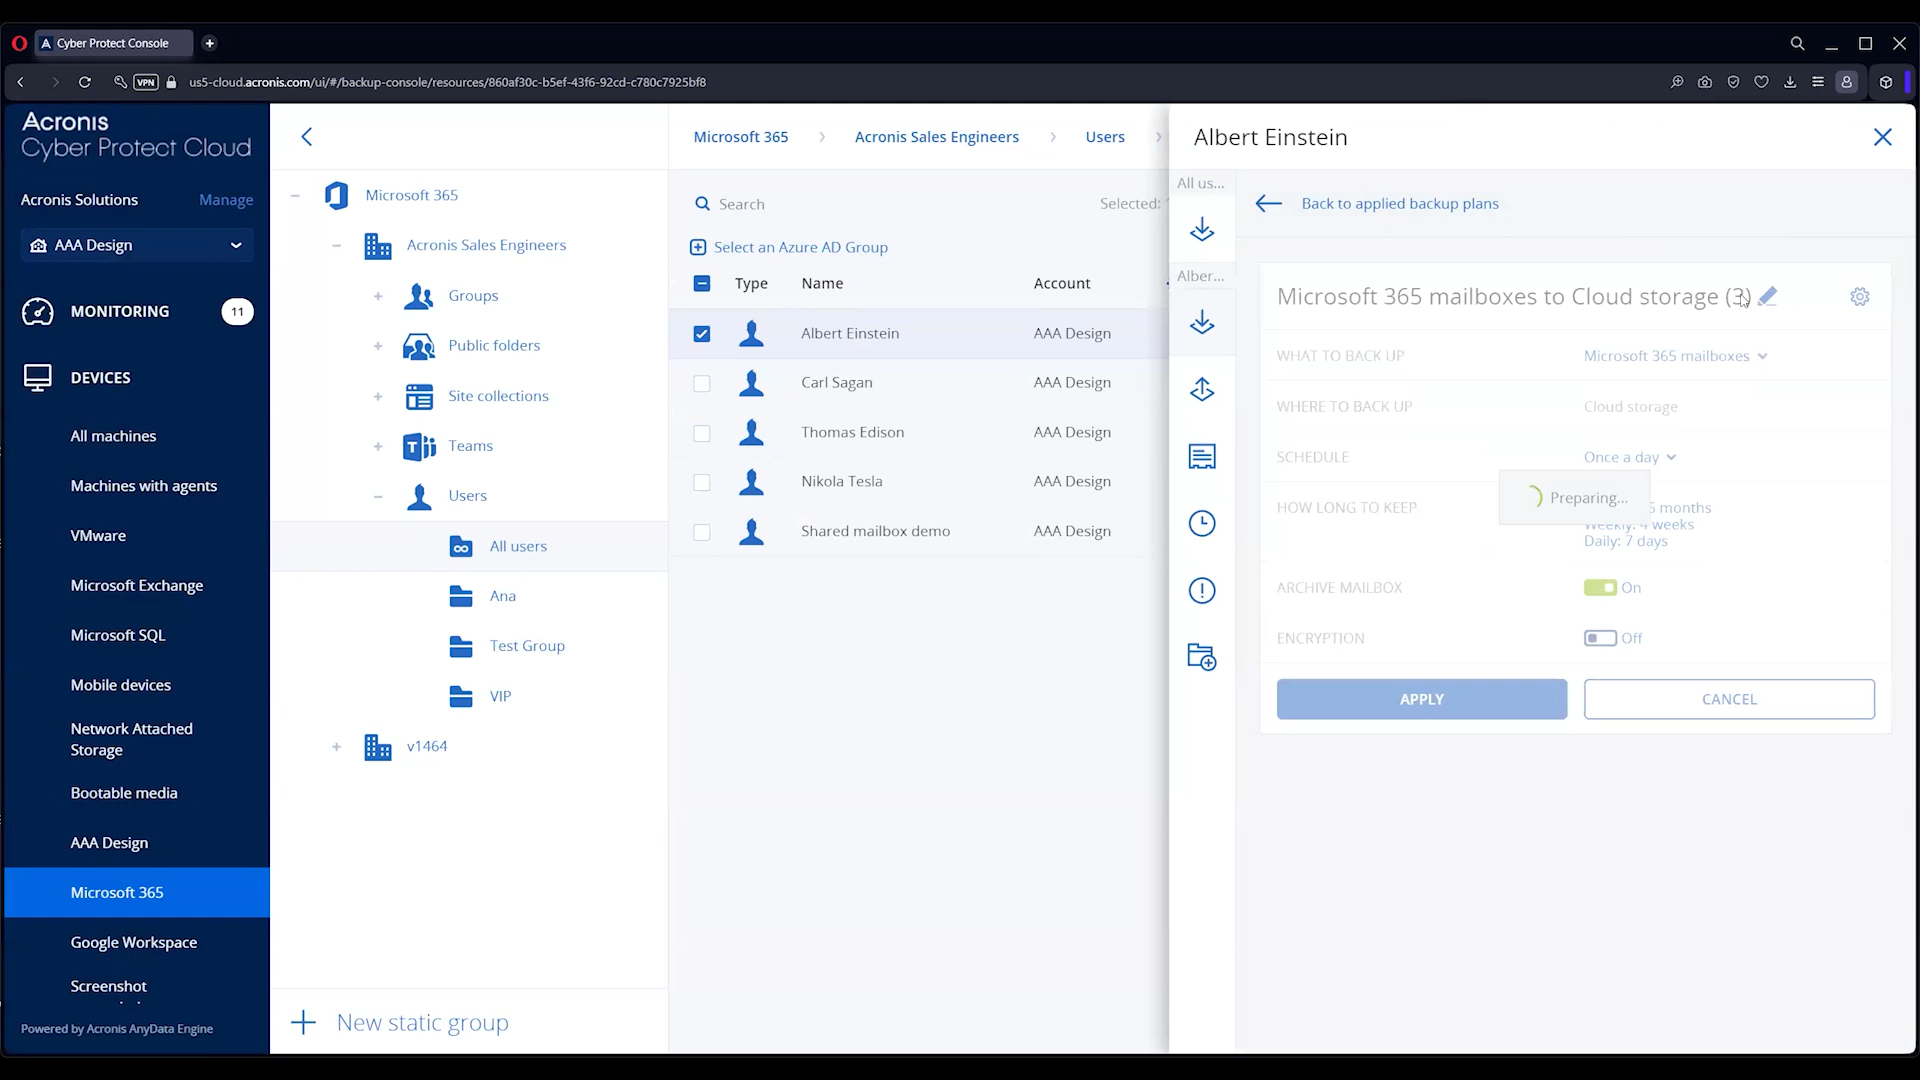 Cyber Protect Console
VPN
us5-cloud.acronis.com/ui/#/backup-console/resources/860af30c-b5ef-43f6-92cd-c780c7925bf8
Acronis
Cyber Protect Cloud
Acronis Solutions
Manage
AAA Design
MONITORING
11
DEVICES
All machines
Machines with agents
VMware
Microsoft Exchange
Microsoft SQL
Mobile devices
Network Attached
Storage
Bootable media
AAA Design
Microsoft 365
Google Workspace
Screenshot
Powered by Acronis AnyData Engine
Microsoft 365
Acronis Sales Engineers
Groups
Public folders
Site collections
Teams
Users
All users
Ana
Test Group
VIP
v1464
New static group
Microsoft 365
Acronis Sales Engineers
Users
Search
Selected:
Select an Azure AD Group
Type Name Account
Albert Einstein AAA Design
Carl Sagan AAA Design
Thomas Edison AAA Design
Nikola Tesla AAA Design
Shared mailbox demo AAA Design
Albert Einstein
All us...
Alber...
Back to applied backup plans
Microsoft 365 mailboxes to Cloud storage (3)
WHAT TO BACK UP Microsoft 365 mailboxes
WHERE TO BACK UP Cloud storage
SCHEDULE Once a day
Preparing...
HOW LONG TO KEEP months
Weekly: 4 weeks
Daily: 7 days
ARCHIVE MAILBOX On
ENCRYPTION Off
APPLY
CANCEL